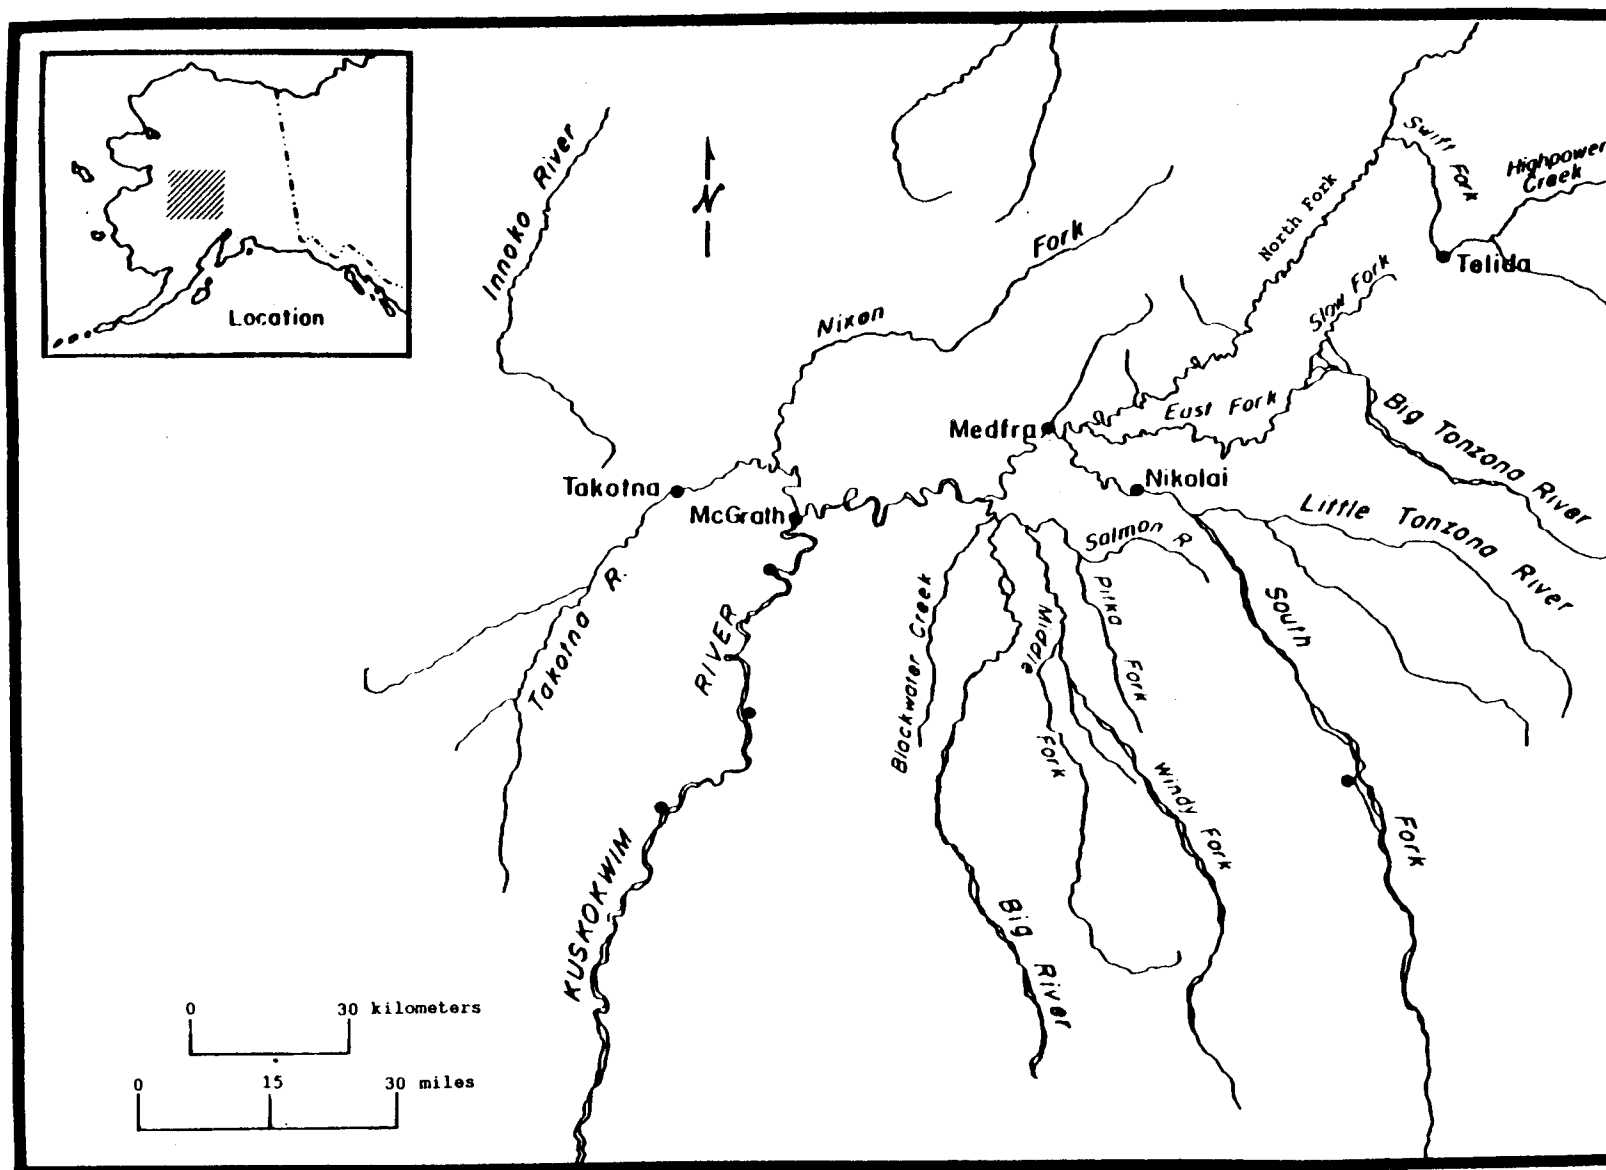 Location
Innoko River
N
Nixon
Fork
North Fork
Swift
Fork
Highpower
Creek
Telida
Slow Fork
East Fork
Big Tonzona River
Medfra
Nikolai
Little Tonzona River
Takotna
McGrath
Salmon R
Pitka
Fork
South
Fork
Takotna R.
KUSKOKWIM
RIVER
Blackwater Creek
Middle
Fork
Windy Fork
Big River
0 30 kilometers
0 15 30 miles